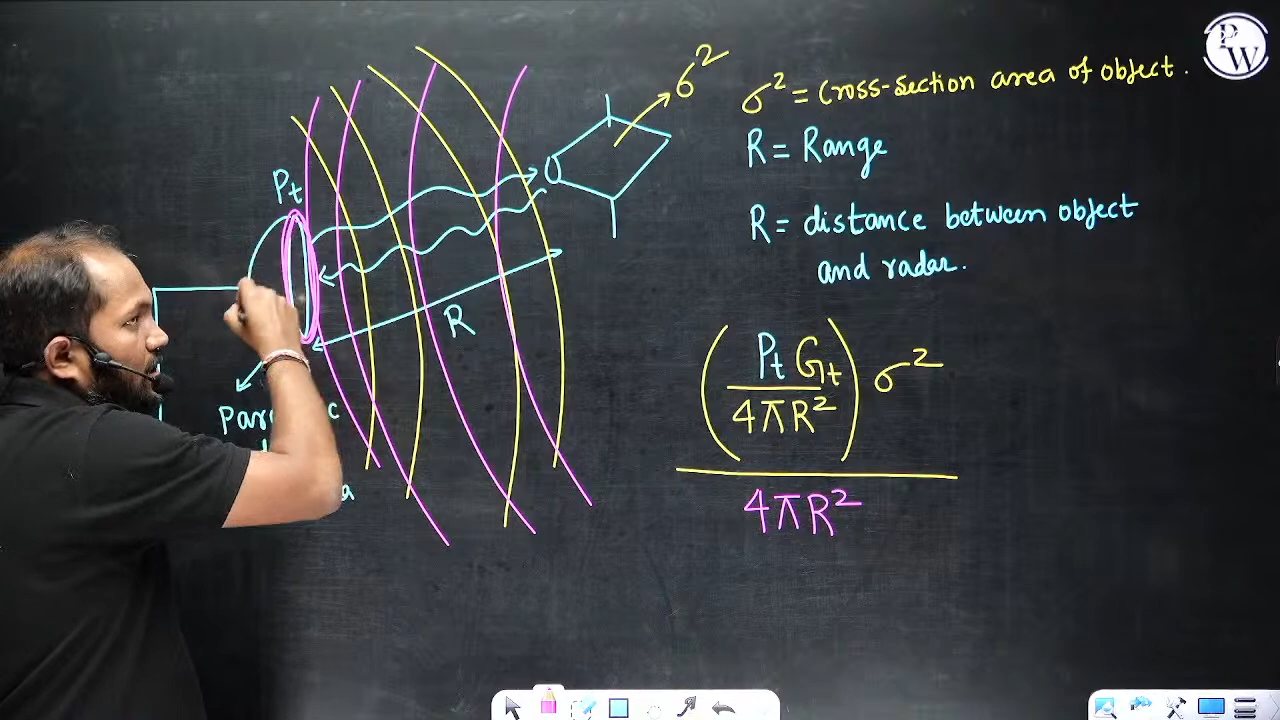 PW
σ²
σ² = Cross-Section area of object.
R = Range
Pt
R = distance between object
and radar.
R
(Pt Gt / 4πR²) σ²
4πR²